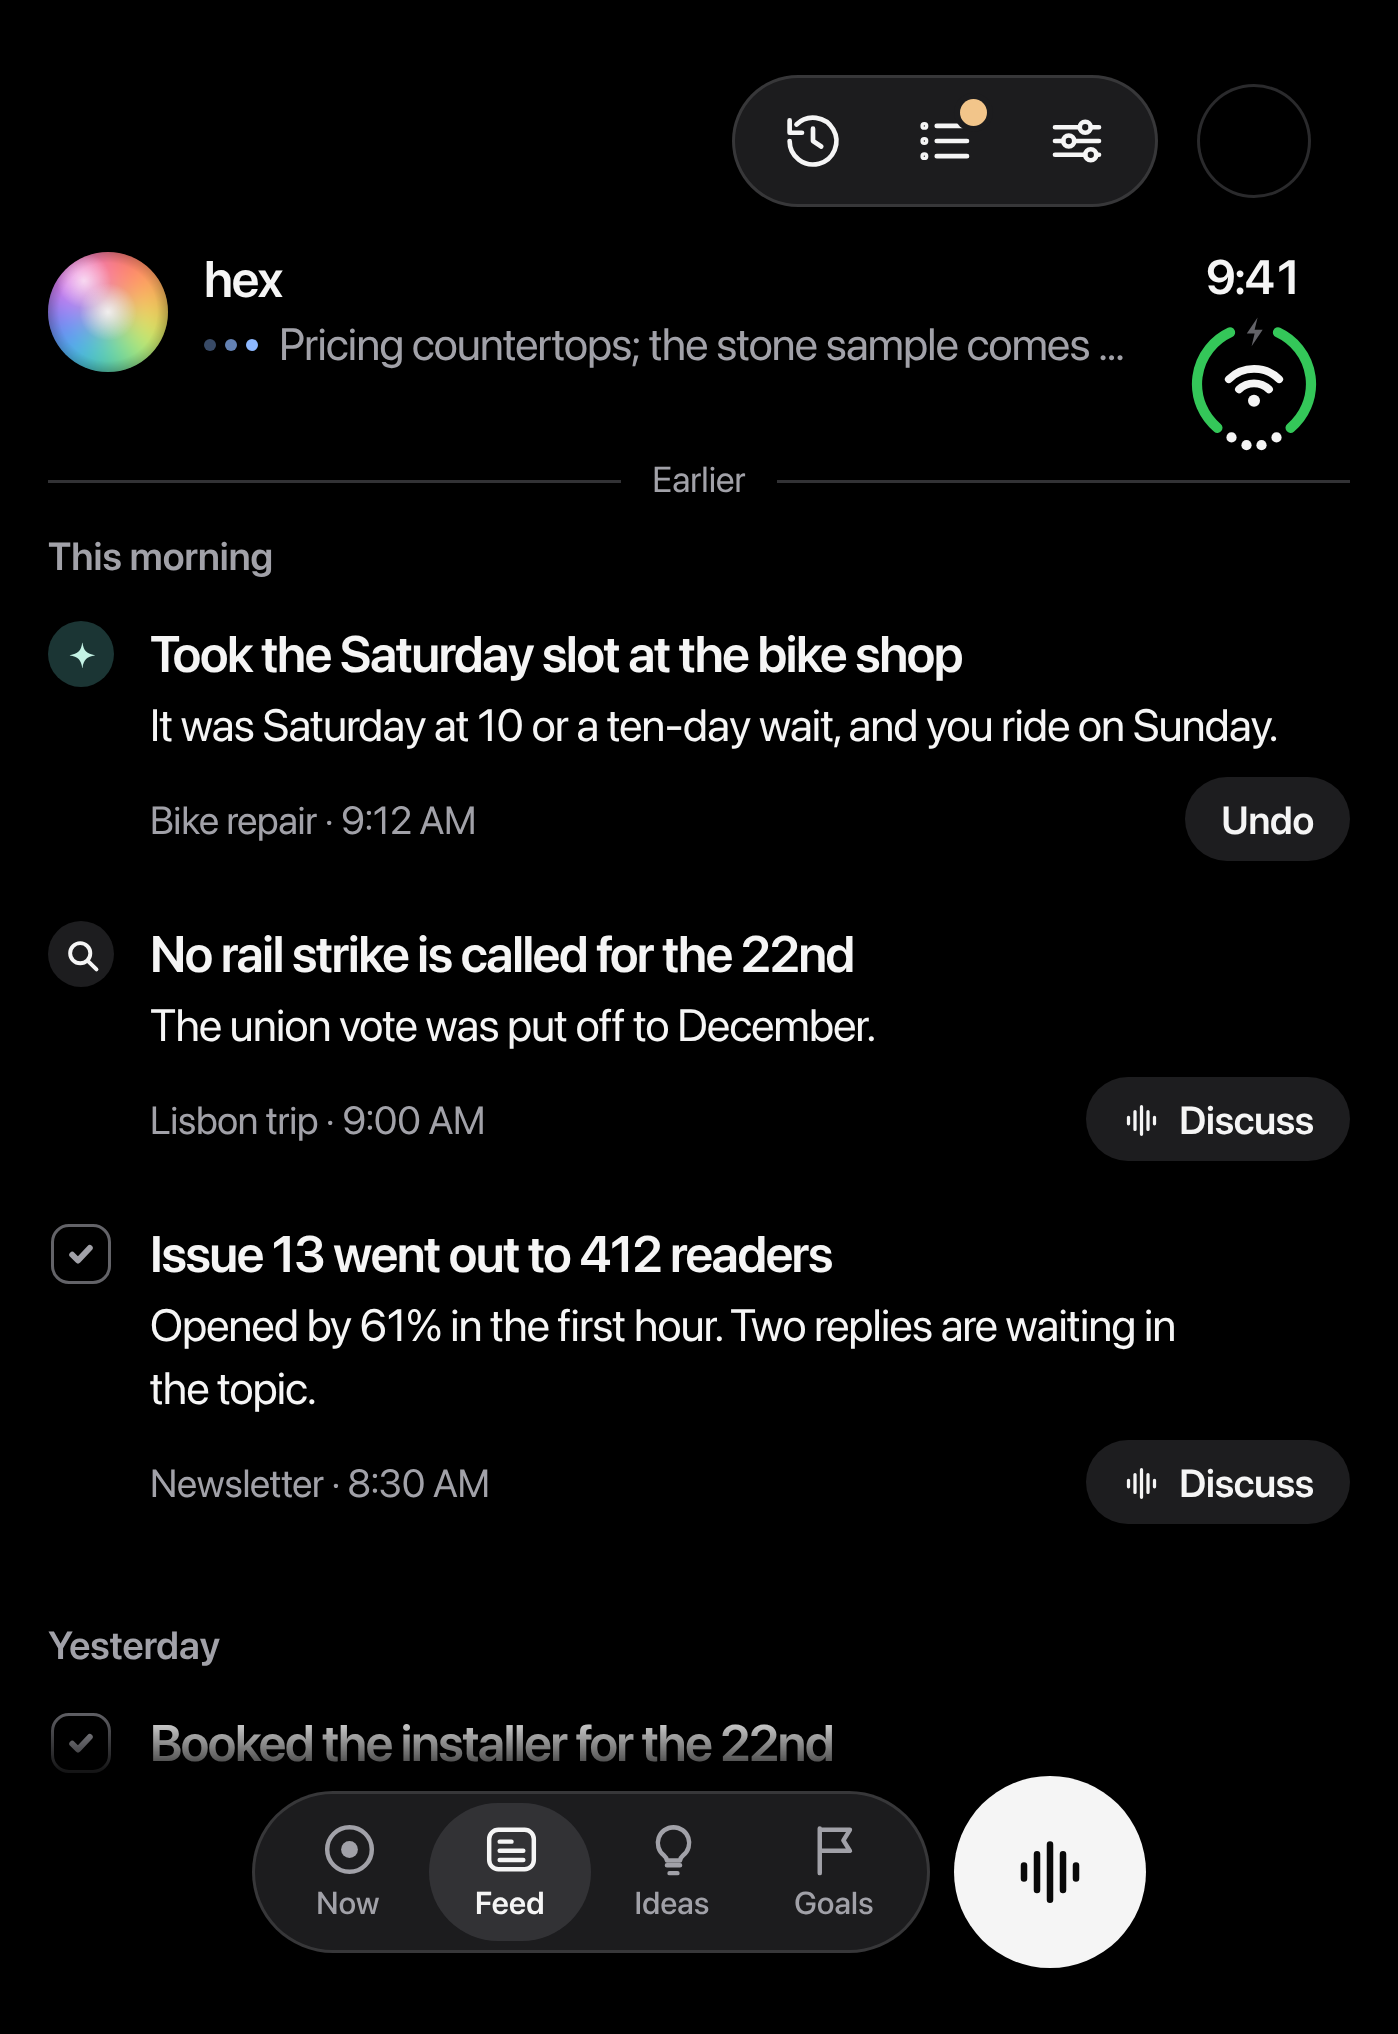 hex
9:41
Pricing countertops; the stone sample comes ...
Earlier
This morning
Took the Saturday slot at the bike shop
It was Saturday at 10 or a ten-day wait, and you ride on Sunday.
Bike repair · 9:12 AM
Undo
No rail strike is called for the 22nd
The union vote was put off to December.
Lisbon trip · 9:00 AM
Discuss
Issue 13 went out to 412 readers
Opened by 61% in the first hour. Two replies are waiting in
the topic.
Newsletter · 8:30 AM
Discuss
Yesterday
Booked the installer for the 22nd
Now
Feed
Ideas
Goals